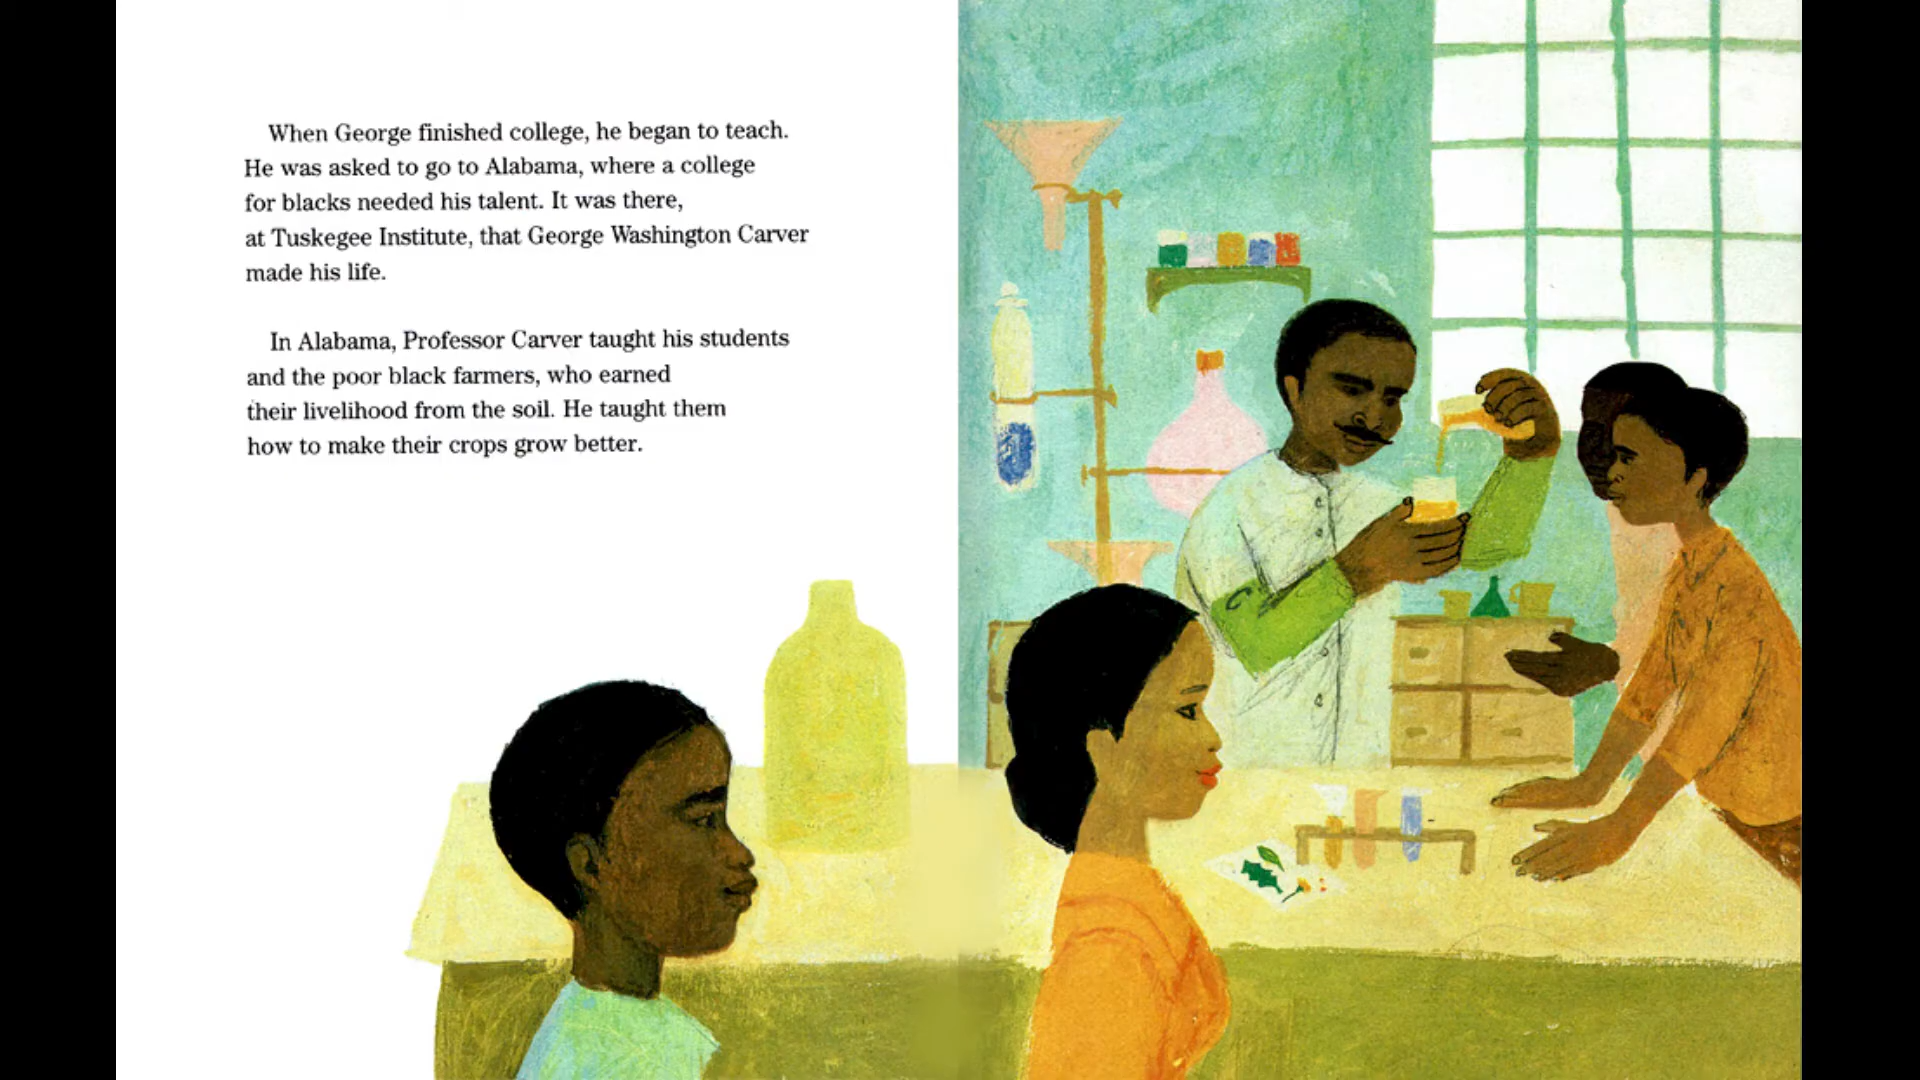 When George finished college, he began to teach.
He was asked to go to Alabama, where a college
for blacks needed his talent. It was there,
at Tuskegee Institute, that George Washington Carver
made his life.
In Alabama, Professor Carver taught his students
and the poor black farmers, who earned
their livelihood from the soil. He taught them
how to make their crops grow better.